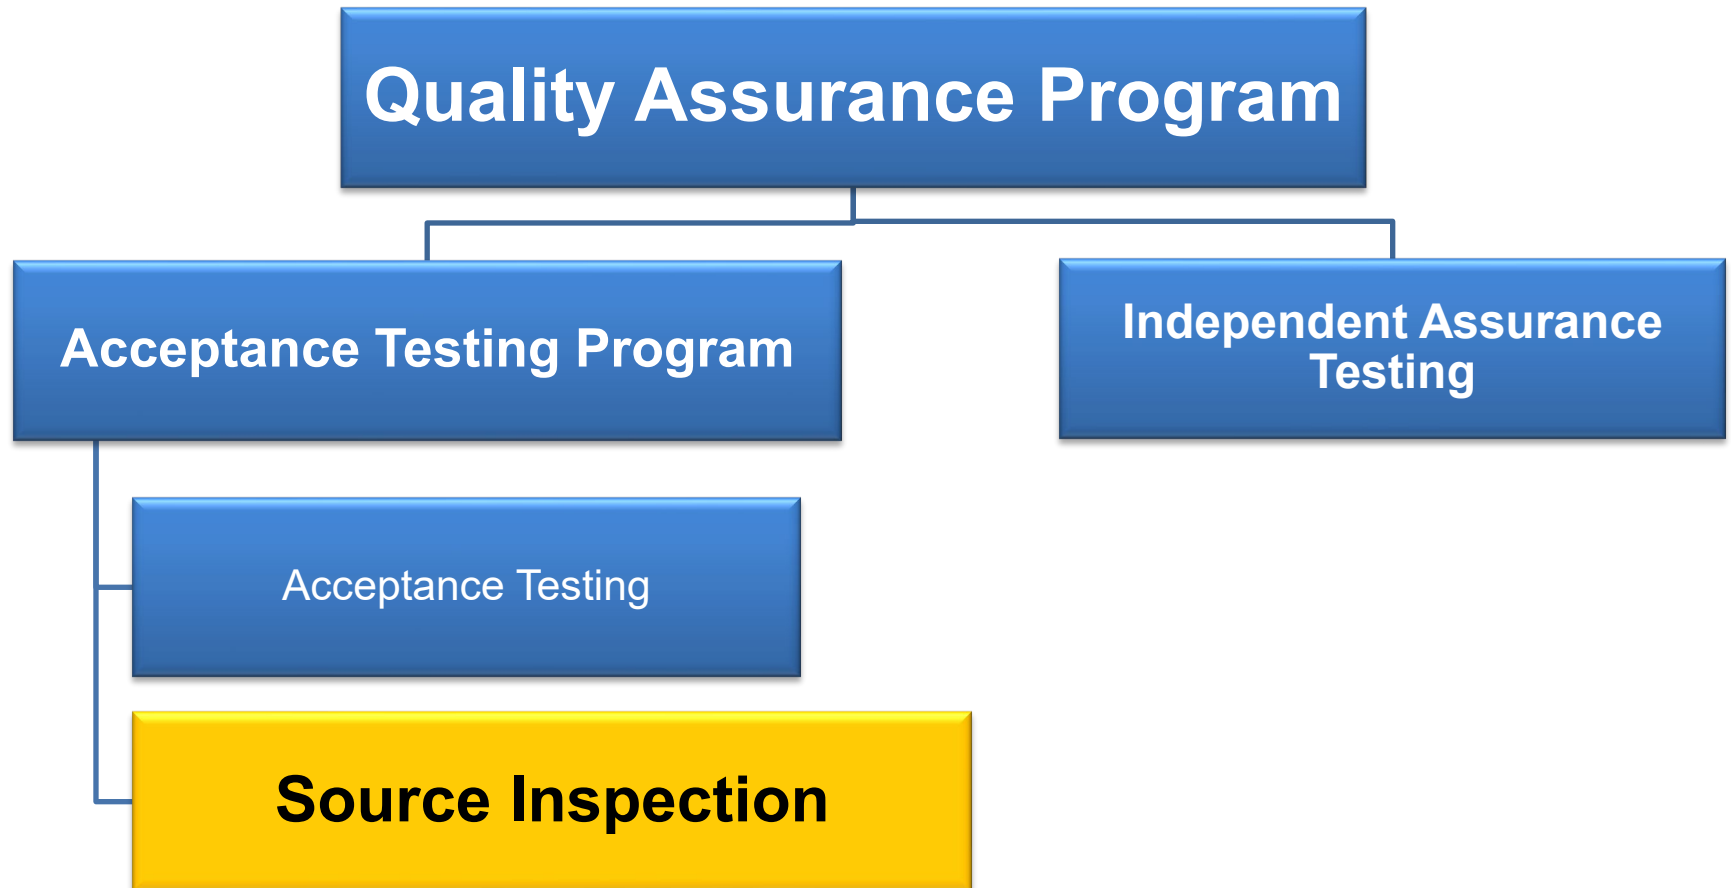 Quality Assurance Program
Acceptance Testing Program
Independent Assurance
Testing
Acceptance Testing
Source Inspection